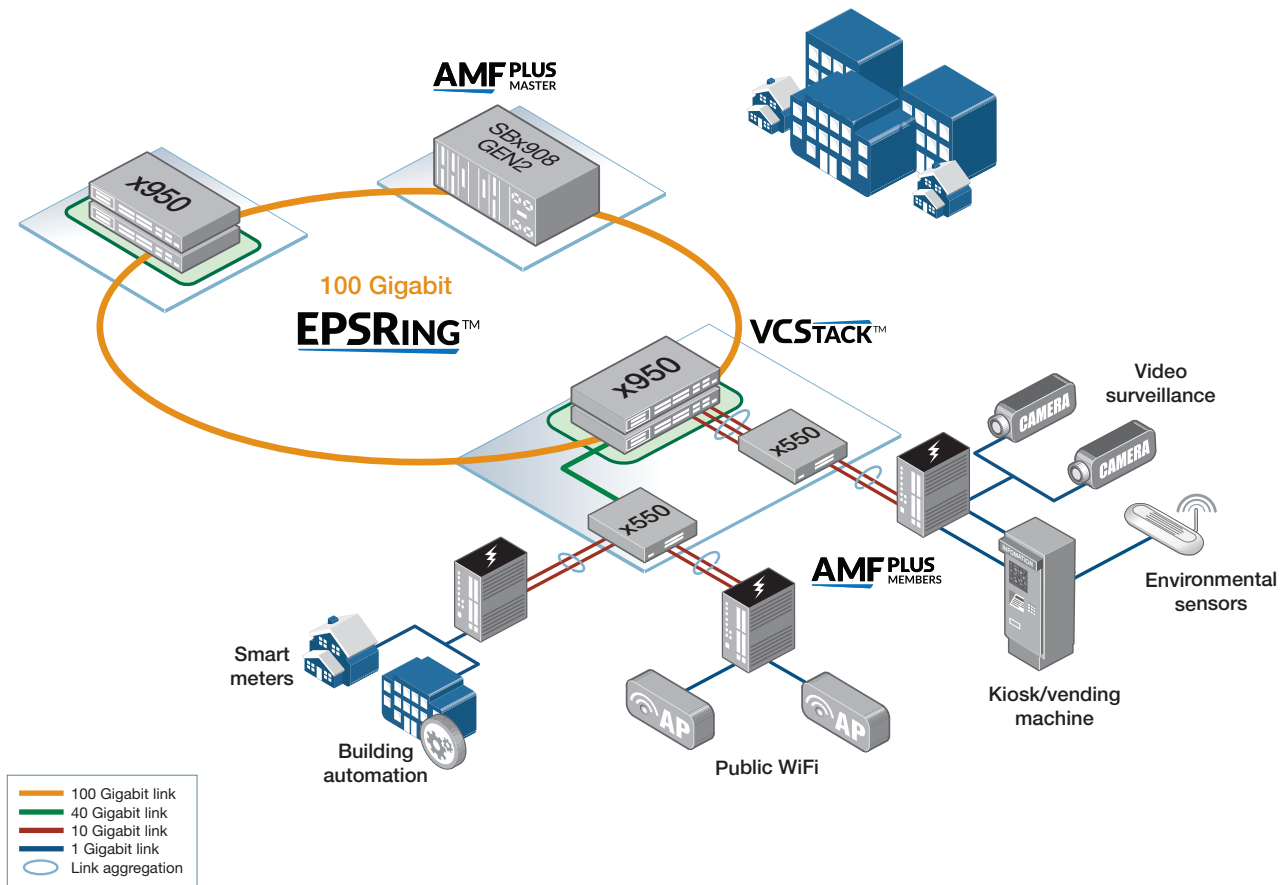 AMF PLUS
MASTER
SBx908
GEN2
x950
100 Gigabit
EPSRING™
VCSTACK™
x950
x550
x550
Video
surveillance
CAMERA
CAMERA
INFOMATION
AMF PLUS
MEMBERS
Environmental
sensors
Smart
meters
Kiosk/vending
machine
AP
AP
Building
automation
Public WiFi
100 Gigabit link
40 Gigabit link
10 Gigabit link
1 Gigabit link
Link aggregation